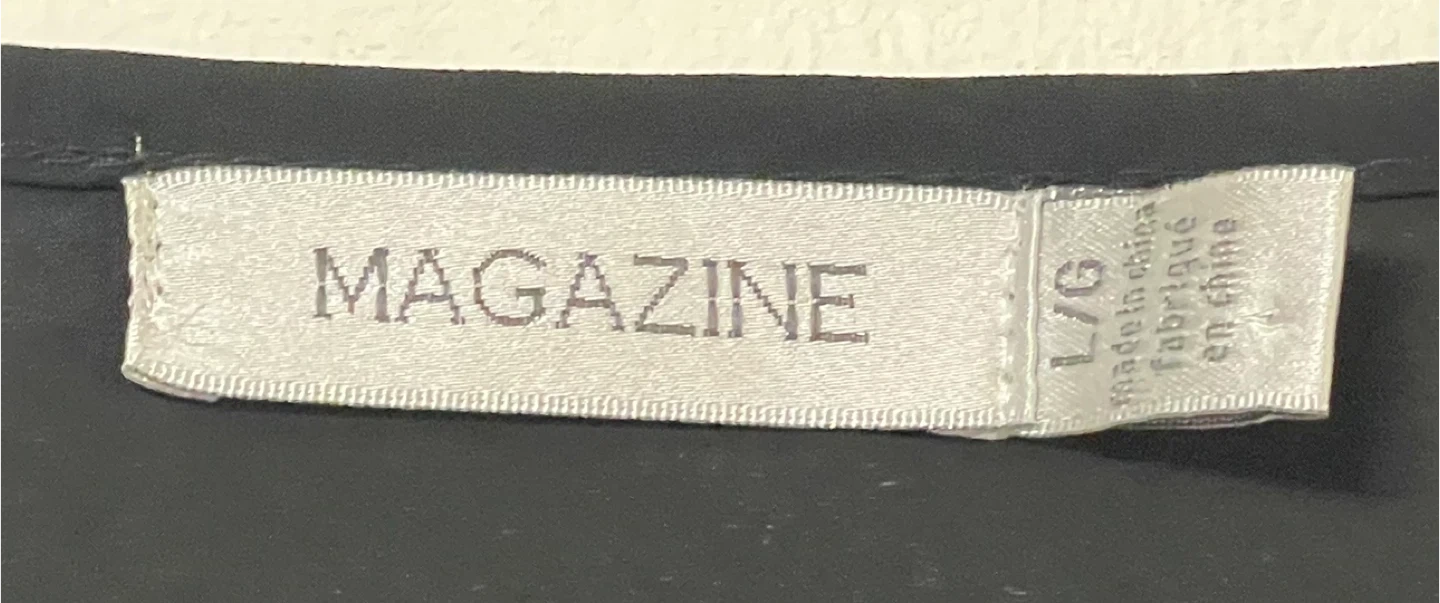 MAGAZINE
L/G
made in china
fabriqué
en chine